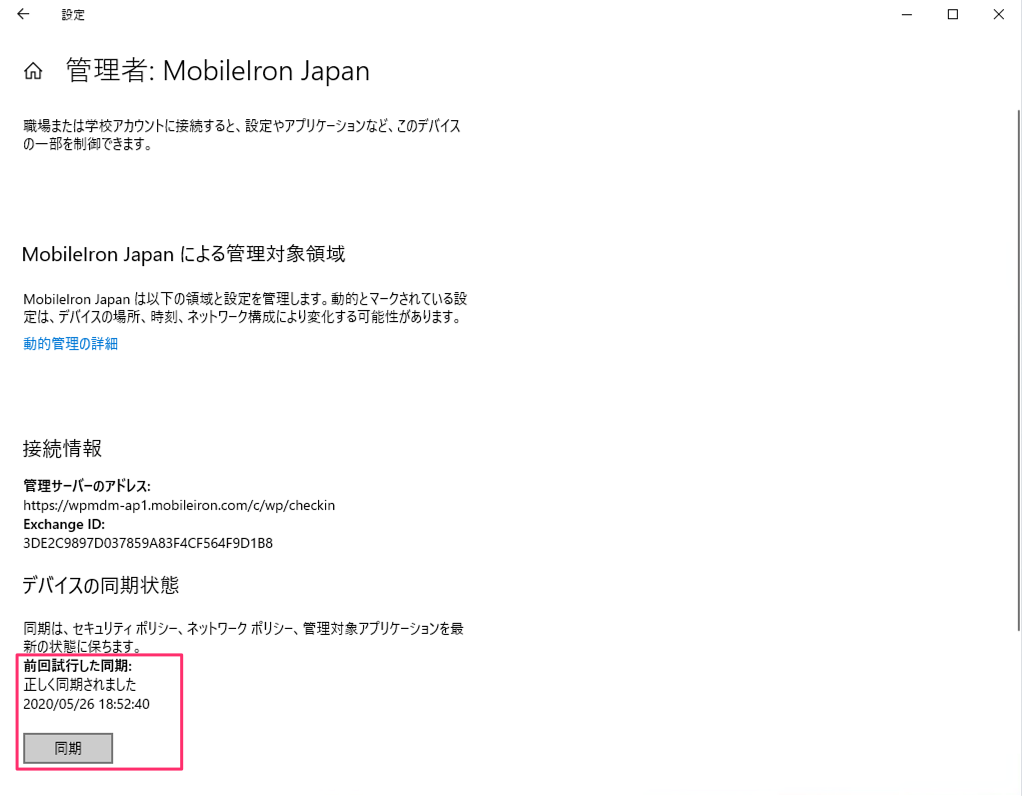 設定
管理者: MobileIron Japan
職場または学校アカウントに接続すると、設定やアプリケーションなど、このデバイス
の一部を制御できます。
MobileIron Japan による管理対象領域
MobileIron Japan は以下の領域と設定を管理します。動的とマークされている設
定は、デバイスの場所、時刻、ネットワーク構成により変化する可能性があります。
動的管理の詳細
接続情報
管理サーバーのアドレス:
https://wpmdm-ap1.mobileiron.com/c/wp/checkin
Exchange ID:
3DE2C9897D037859A83F4CF564F9D1B8
デバイスの同期状態
同期は、セキュリティ ポリシー、ネットワーク ポリシー、管理対象アプリケーションを最
新の状態に保ちます。
前回試行した同期:
正しく同期されました
2020/05/26 18:52:40
同期